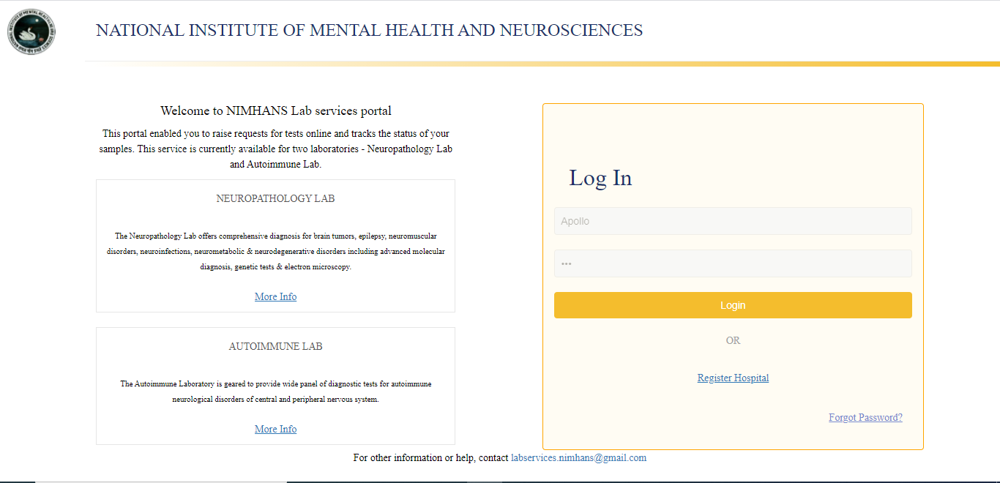 NATIONAL INSTITUTE OF MENTAL HEALTH AND NEUROSCIENCES
Welcome to NIMHANS Lab services portal
This portal enabled you to raise requests for tests online and tracks the status of your
samples. This service is currently available for two laboratories - Neuropathology Lab
and Autoimmune Lab.
NEUROPATHOLOGY LAB
The Neuropathology Lab offers comprehensive diagnosis for brain tumors, epilepsy, neuromuscular
disorders, neuroinfections, neurometabolic & neurodegenerative disorders including advanced molecular
diagnosis, genetic tests & electron microscopy.
More Info
AUTOIMMUNE LAB
The Autoimmune Laboratory is geared to provide wide panel of diagnostic tests for autoimmune
neurological disorders of central and peripheral nervous system.
More Info
Log In
Apollo
•••
Login
OR
Register Hospital
Forgot Password?
For other information or help, contact labservices.nimhans@gmail.com